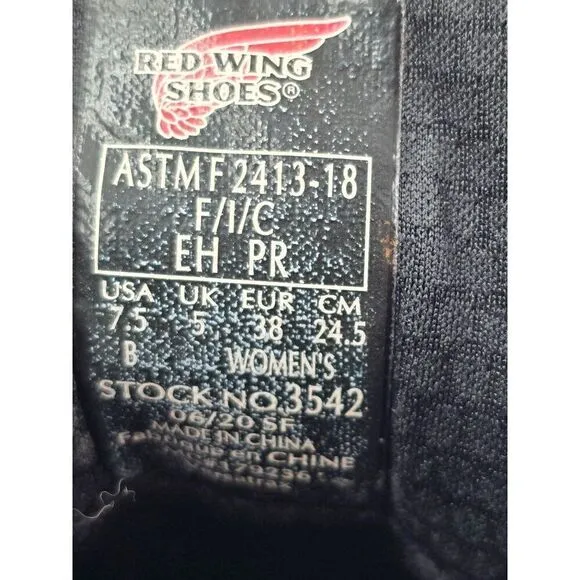 RED WING
SHOES®
ASTM F 2413-18
F/I/C
EH PR
USA UK EUR CM
7.5 5 38 24.5
B WOMEN'S
STOCK NO. 3542
06/20 SF
MADE IN CHINA
EN CHINE